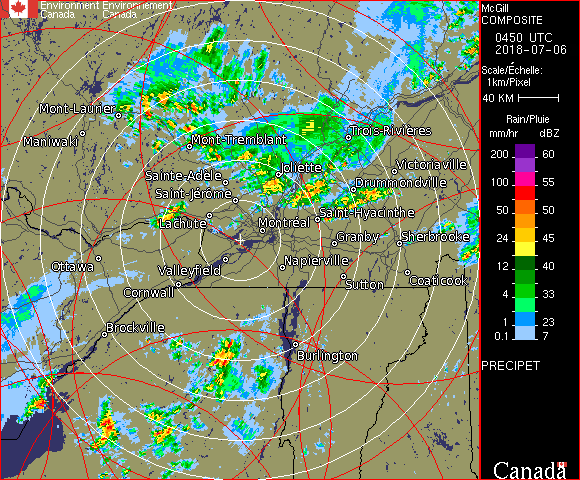 Environment Environnement
Canada Canada
McGill
COMPOSITE
0450 UTC
2018-07-06
Scale/Échelle:
1km/Pixel
40 KM
Rain/Pluie
mm/hr dBZ
200 60
100 55
50 50
50 45
24 40
12 40
4 33
1 23
0.1 7
PRECIPET
Canada
Mont-Laurier
Maniwaki
Mont-Tremblant
Trois-Rivières
Joliette
Victoriaville
Sainte-Adèle
Drummondville
Saint-Jérôme
Lachute
Saint-Hyacinthe
Montréal
Granby
Sherbrooke
Ottawa
Valleyfield
Napierville
Cornwall
Sutton
Coaticook
Brockville
Burlington